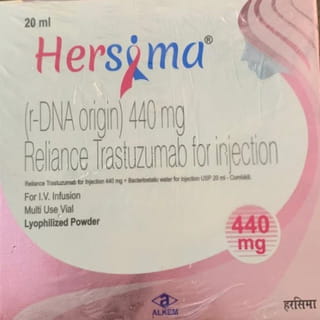 20 ml
Hersima®
(r-DNA origin) 440 mg
Reliance Trastuzumab for injection
Reliance Trastuzumab for Injection 440 mg + Bacteriostatic water for injection USP 20 ml - Combikit.
For I.V. Infusion
Multi Use Vial
Lyophilized Powder
440
mg
a
ALKEM
हरसिमा